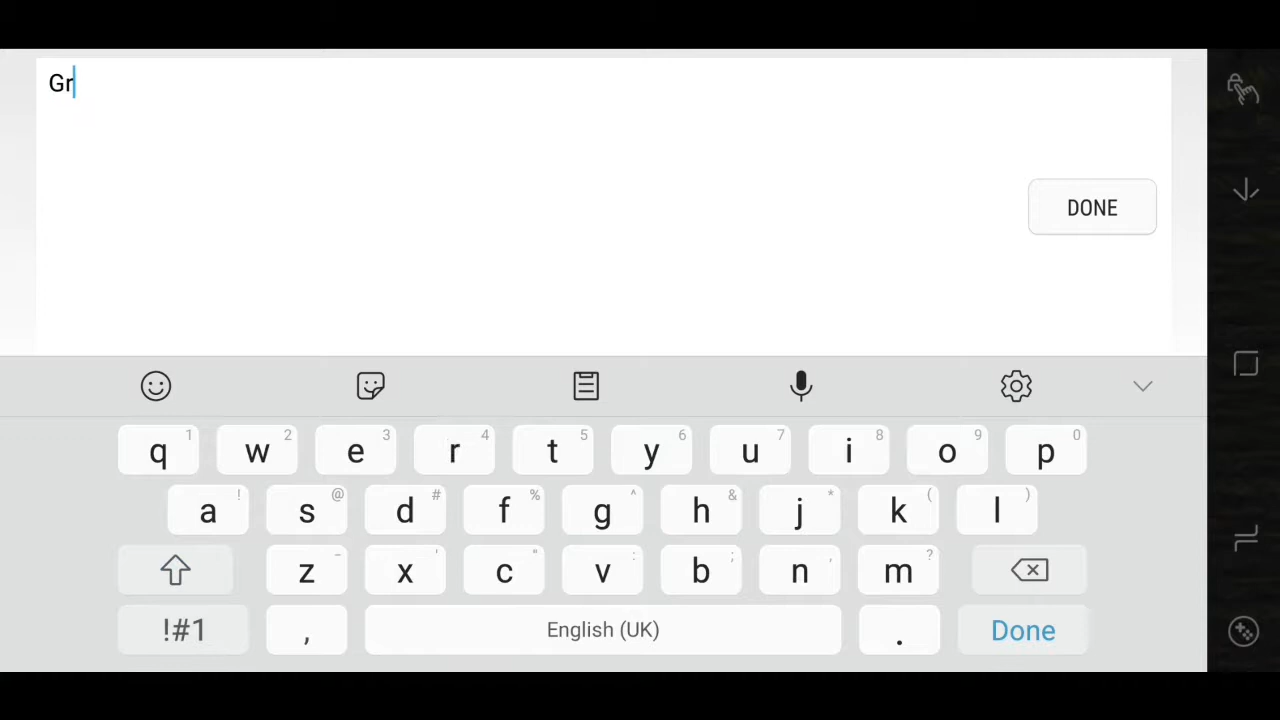 Gr
DONE
q 1 w 2 e 3 r 4 t 5 y 6 u 7 i 8 o 9 p 0
a ! s @ d # f % g ^ h & j * k ( l )
z - x ' c " v : b ; n , m ?
!#1 , English (UK) . Done